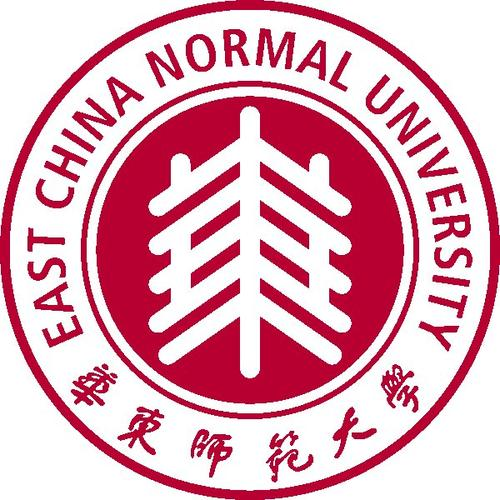 EAST CHINA NORMAL UNIVERSITY
華東師範大學